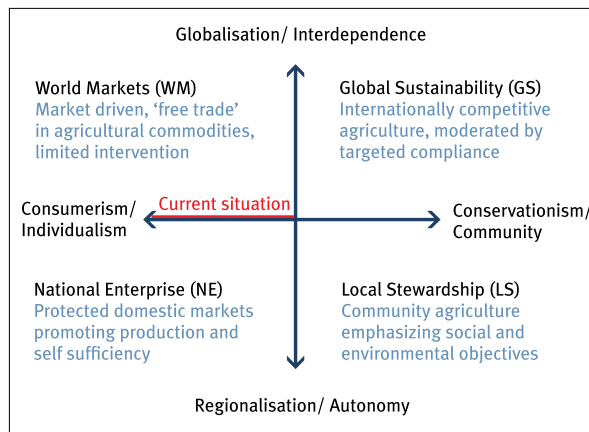 Globalisation/ Interdependence
World Markets (WM)
Market driven, ‘free trade’
in agricultural commodities,
limited intervention
Global Sustainability (GS)
Internationally competitive
agriculture, moderated by
targeted compliance
Consumerism/
Individualism
Current situation
Conservationism/
Community
National Enterprise (NE)
Protected domestic markets
promoting production and
self sufficiency
Local Stewardship (LS)
Community agriculture
emphasizing social and
environmental objectives
Regionalisation/ Autonomy